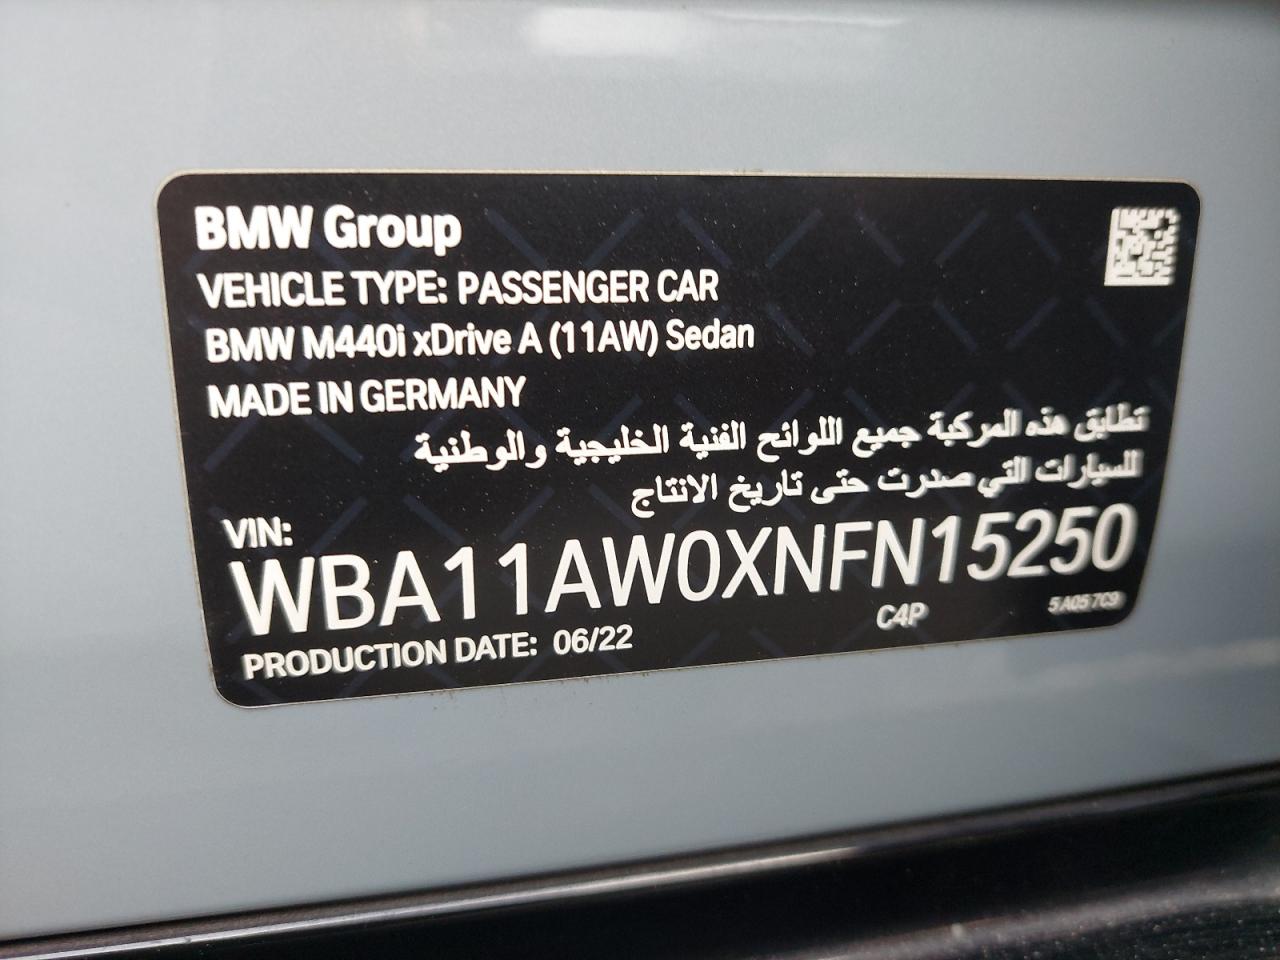 BMW Group
VEHICLE TYPE: PASSENGER CAR
BMW M440i xDrive A (11AW) Sedan
MADE IN GERMANY
تطابق هذه المركبة جميع اللوائح الفنية الخليجية والوطنية
للسيارات التي صدرت حتى تاريخ الانتاج
VIN:
WBA11AW0XNFN15250
PRODUCTION DATE: 06/22
C4P
5A057C9